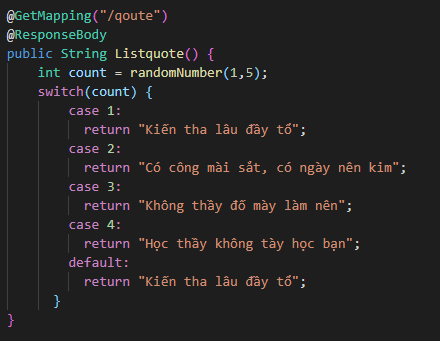 @GetMapping("/qoute")
@ResponseBody
public String Listquote() {
int count = randomNumber(1,5);
switch(count) {
case 1:
return "Kiến tha lâu đầy tổ";
case 2:
return "Có công mài sắt, có ngày nên kim";
case 3:
return "Không thầy đố mày làm nên";
case 4:
return "Học thầy không tày học bạn";
default:
return "Kiến tha lâu đầy tổ";
}
}